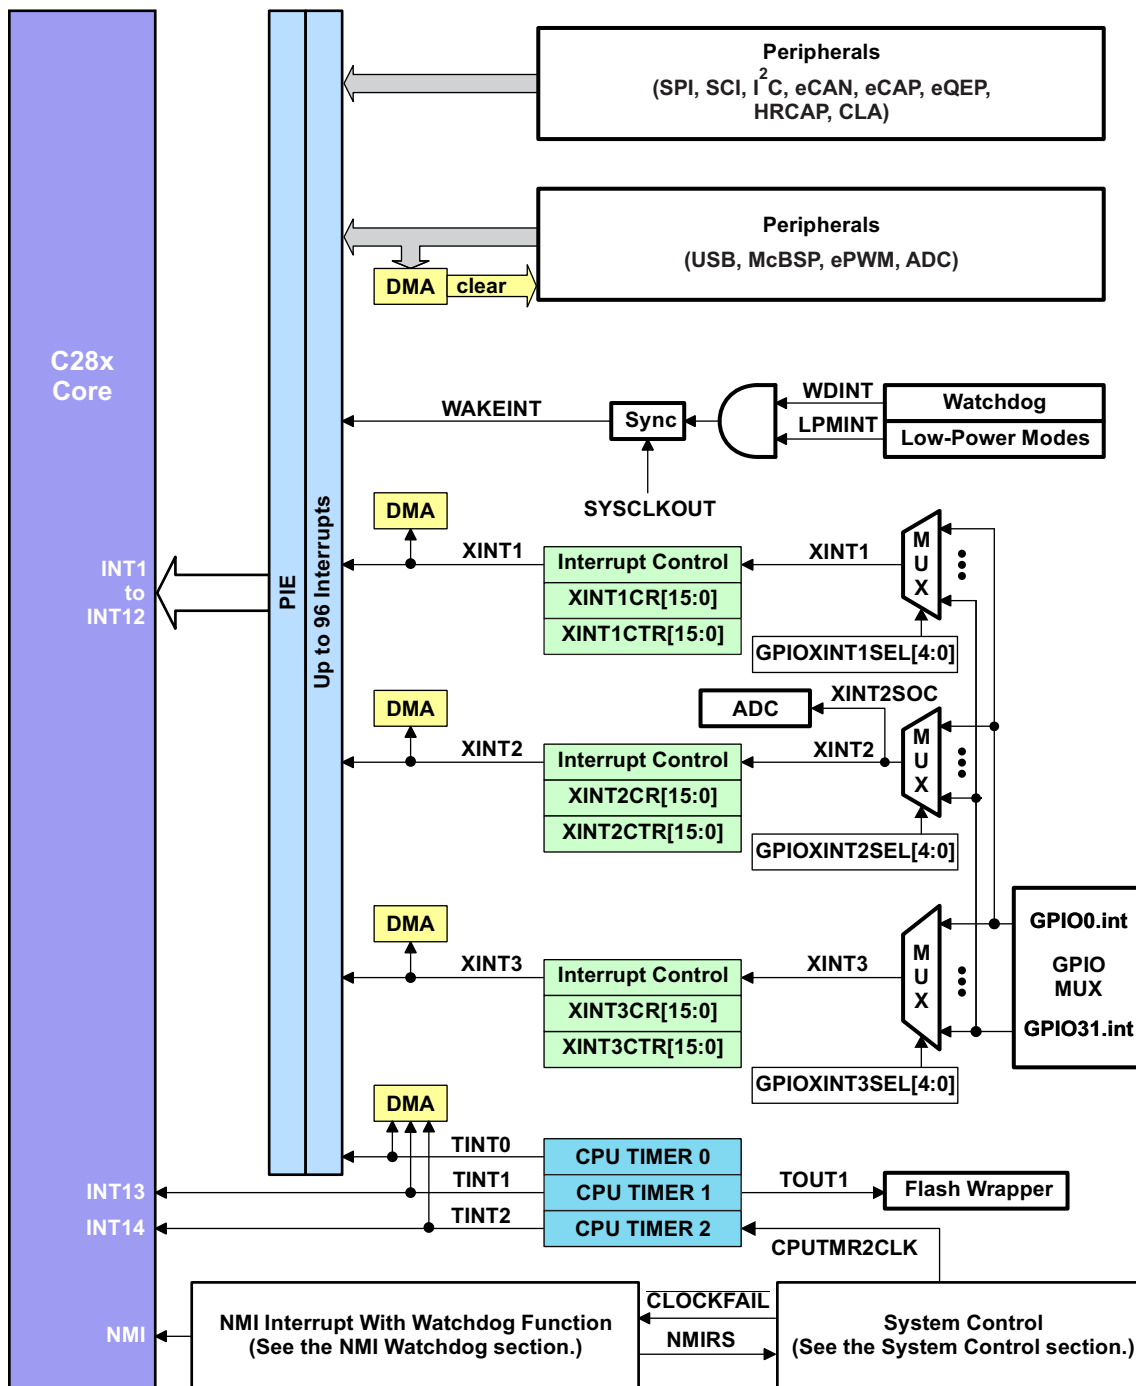 Peripherals
(SPI, SCI, I²C, eCAN, eCAP, eQEP,
HRCAP, CLA)
Peripherals
(USB, McBSP, ePWM, ADC)
DMA
clear
C28x
Core
WDINT
Watchdog
WAKEINT
Sync
LPMINT
Low-Power Modes
SYSCLKOUT
DMA
XINT1
Interrupt Control
XINT1
MUX
XINT1CR[15:0]
XINT1CTR[15:0]
GPIOXINT1SEL[4:0]
INT1
to
INT12
PIE
Up to 96 Interrupts
DMA
ADC
XINT2SOC
XINT2
Interrupt Control
XINT2
MUX
XINT2CR[15:0]
XINT2CTR[15:0]
GPIOXINT2SEL[4:0]
DMA
XINT3
Interrupt Control
XINT3
MUX
XINT3CR[15:0]
XINT3CTR[15:0]
GPIOXINT3SEL[4:0]
GPIO0.int
GPIO
MUX
GPIO31.int
DMA
TINT0
CPU TIMER 0
INT13
TINT1
CPU TIMER 1
TOUT1
Flash Wrapper
INT14
TINT2
CPU TIMER 2
CPUTMR2CLK
NMI
NMI Interrupt With Watchdog Function
(See the NMI Watchdog section.)
CLOCKFAIL
NMIRS
System Control
(See the System Control section.)